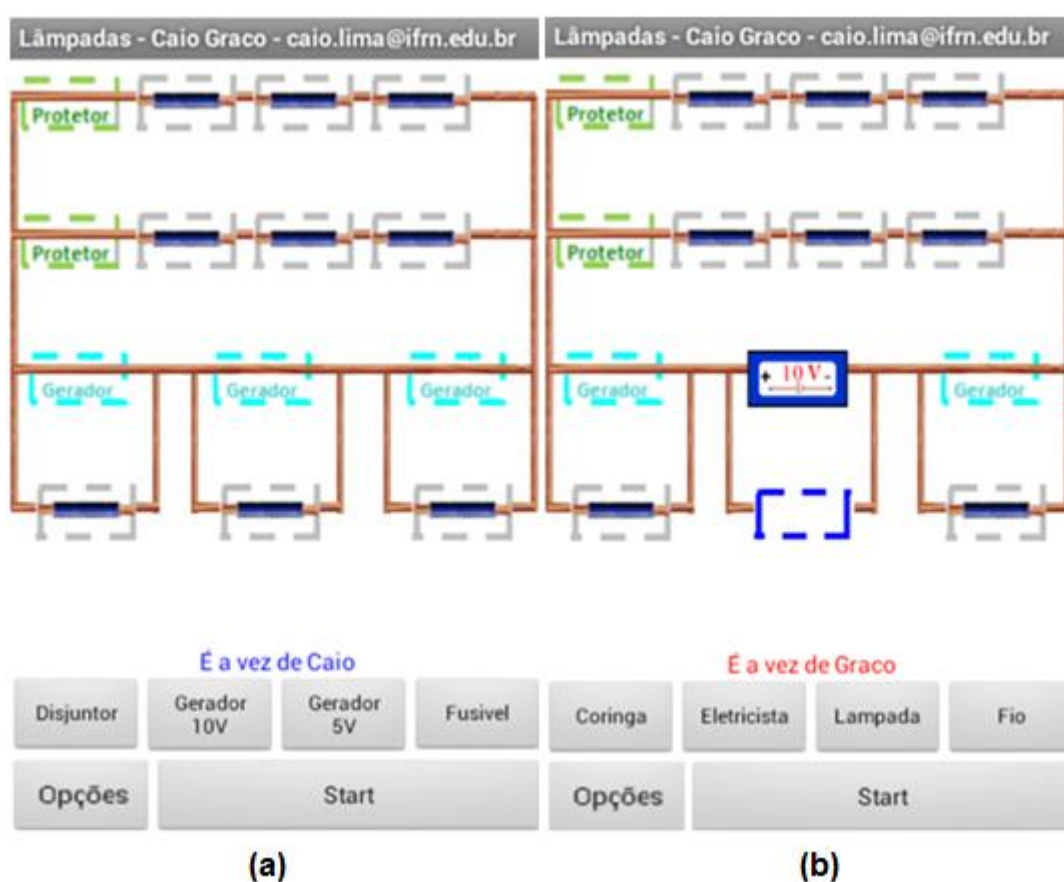 Lâmpadas - Caio Graco - caio.lima@ifrn.edu.br
Protetor
Protetor
Gerador Gerador Gerador
É a vez de Caio
Disjuntor Gerador 10V Gerador 5V Fusivel
Opções Start
(a)
Lâmpadas - Caio Graco - caio.lima@ifrn.edu.br
Protetor
Protetor
Gerador + 10 V - Gerador
É a vez de Graco
Coringa Eletricista Lampada Fio
Opções Start
(b)